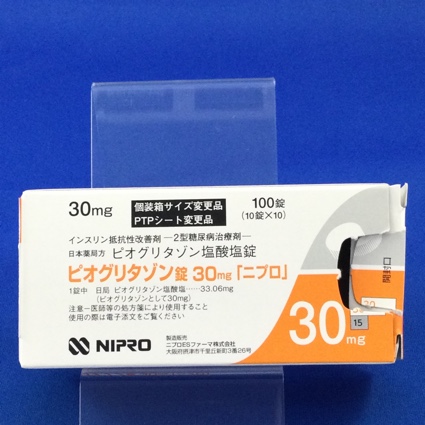 30mg
個装箱サイズ変更品
PTPシート変更品
100錠
(10錠×10)
インスリン抵抗性改善剤 ―2型糖尿病治療剤―
日本薬局方 ピオグリタゾン塩酸塩錠
ピオグリタゾン錠 30mg「ニプロ」
1錠中 日局 ピオグリタゾン塩酸塩……33.06mg
(ピオグリタゾンとして30mg)
注意―医師等の処方箋により使用すること
使用の際は電子添文をご覧ください
NIPRO
製造販売
ニプロESファーマ株式会社
大阪府摂津市千里丘新町3番26号
開封口
30
15
30mg